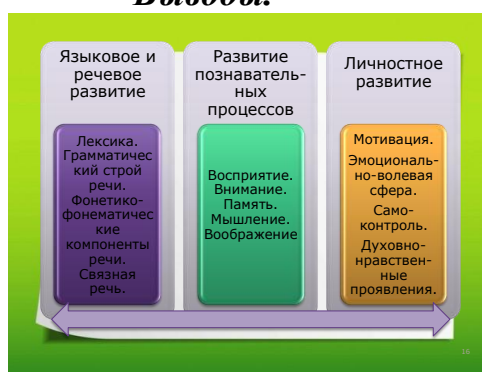 Выводы.
Языковое и
речевое
развитие
Лексика.
Грамматичес
кий строй
речи.
Фонетико-
фонематичес
кие
компоненты
речи.
Связная
речь.
Развитие
познаватель-
ных
процессов
Восприятие.
Внимание.
Память.
Мышление.
Воображение
Личностное
развитие
Мотивация.
Эмоциональ-
но-волевая
сфера.
Само-
контроль.
Духовно-
нравствен-
ные
проявления.
16